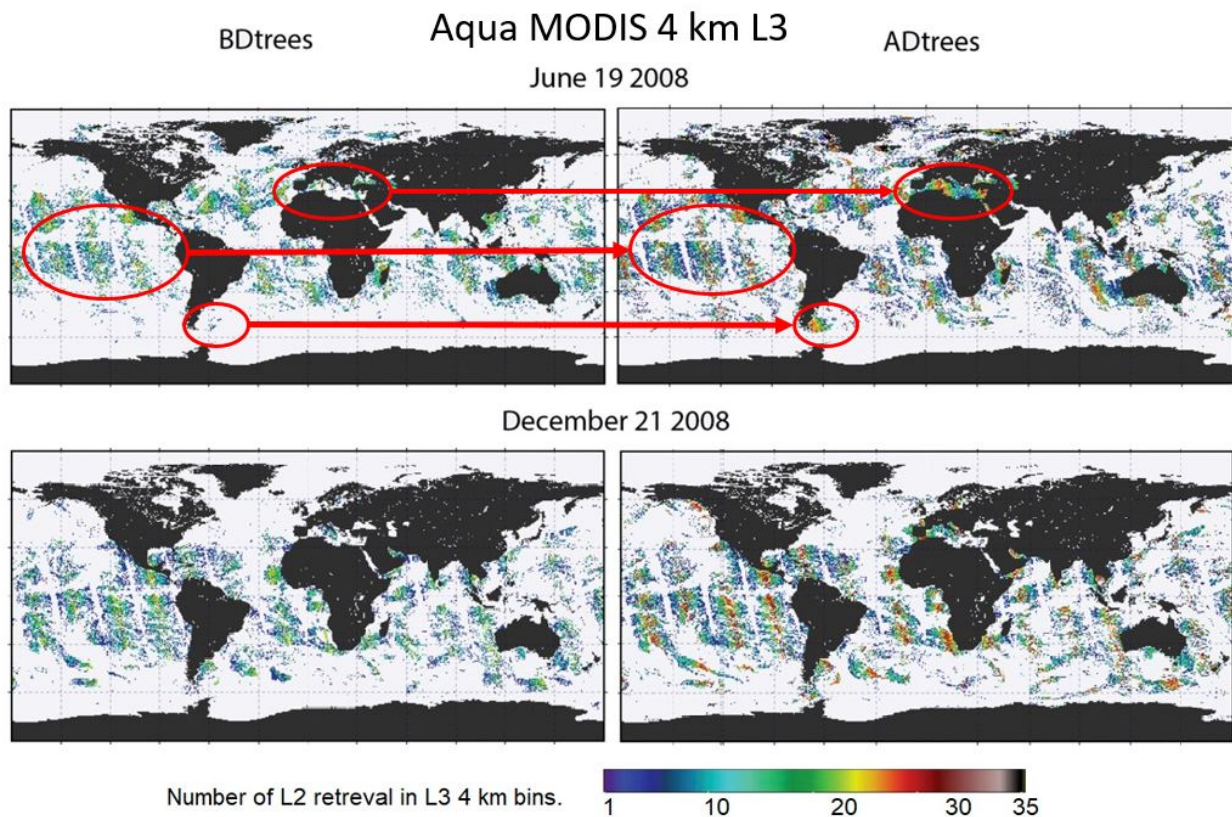 Aqua MODIS 4 km L3
BDtrees
ADtrees
June 19 2008
December 21 2008
Number of L2 retreval in L3 4 km bins.
1 10 20 30 35